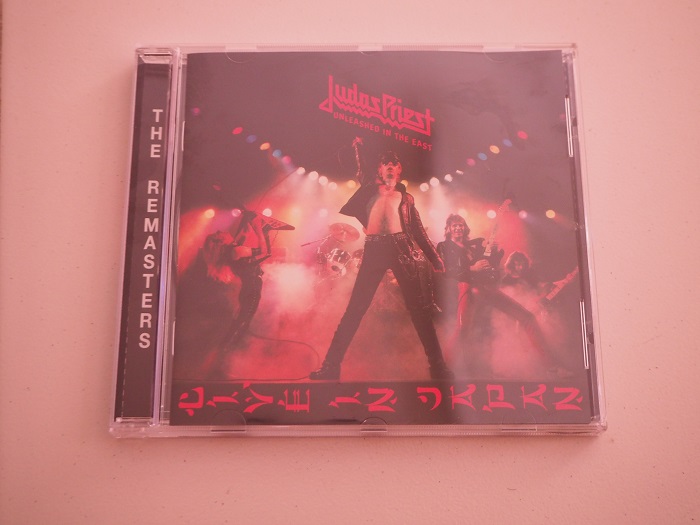 THE REMASTERS
Judas Priest
UNLEASHED IN THE EAST
LIVE IN JAPAN